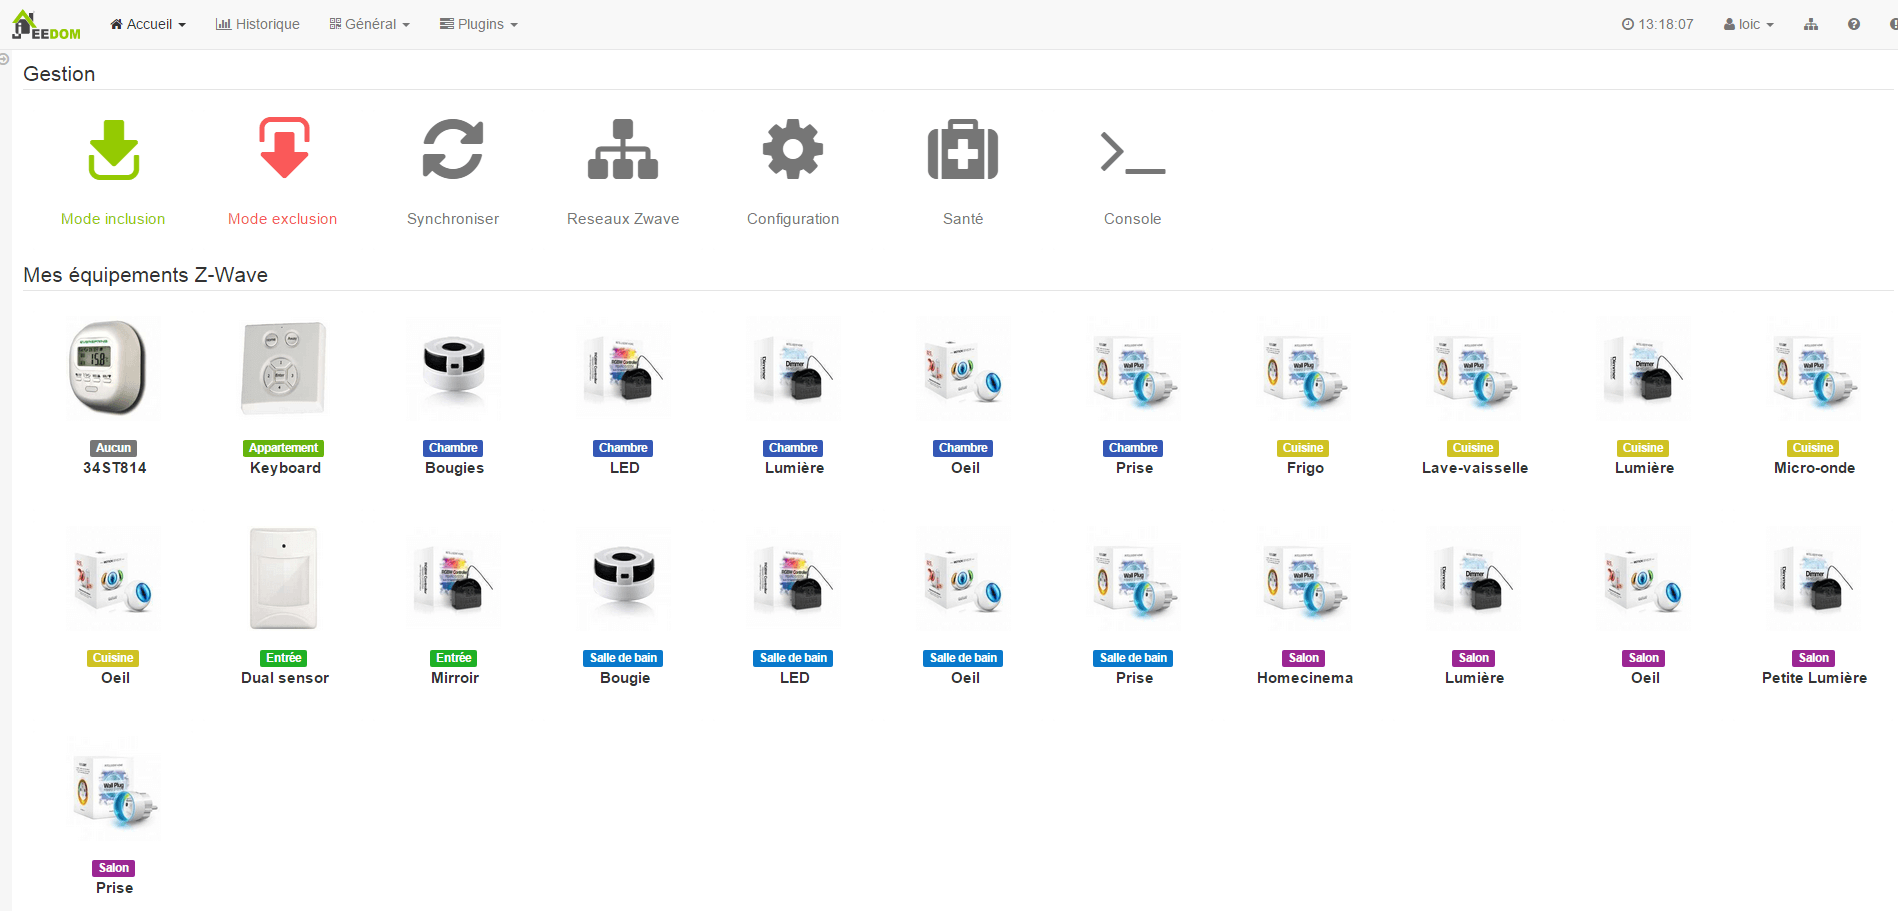 JEEDOM Accueil Historique Général Plugins 13:18:07 loic
Gestion
Mode inclusion Mode exclusion Synchroniser Reseaux Zwave Configuration Santé Console
Mes équipements Z-Wave
Aucun Appartement Chambre Chambre Chambre Chambre Chambre Cuisine Cuisine Cuisine Cuisine
34ST814 Keyboard Bougies LED Lumière Oeil Prise Frigo Lave-vaisselle Lumière Micro-onde
Cuisine Entrée Entrée Salle de bain Salle de bain Salle de bain Salle de bain Salon Salon Salon Salon
Oeil Dual sensor Mirroir Bougie LED Oeil Prise Homecinema Lumière Oeil Petite Lumière
Salon
Prise